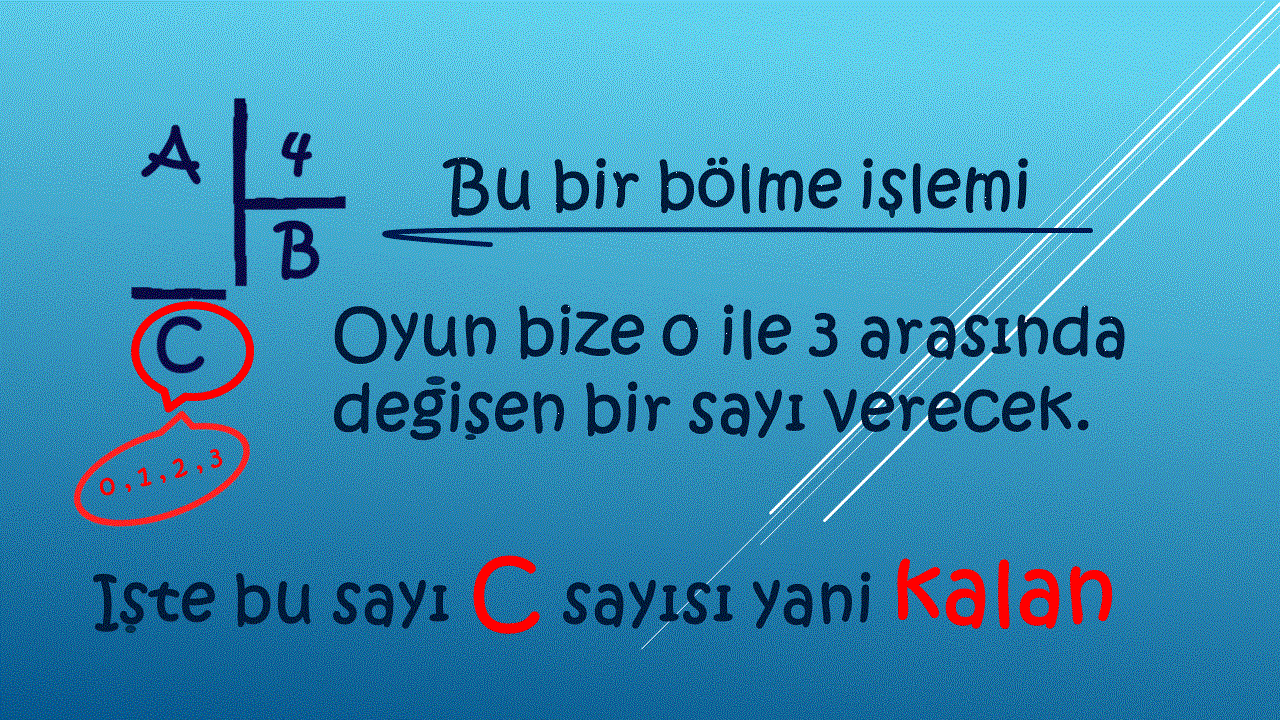 A 4
Bu bir bölme işlemi
B
C
Oyun bize 0 ile 3 arasında
değişen bir sayı verecek.
0 , 1 , 2 , 3
İşte bu sayı C sayısı yani kalan